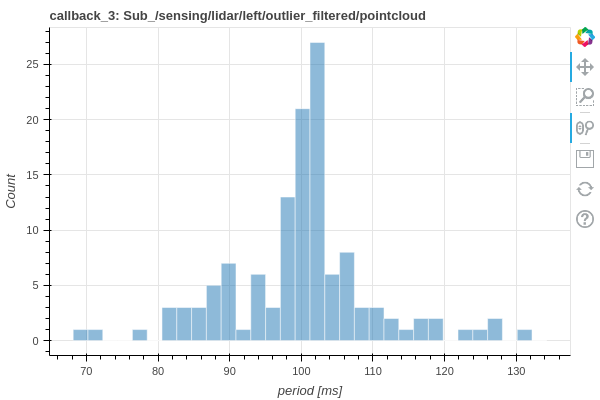 callback_3: Sub_/sensing/lidar/left/outlier_filtered/pointcloud
Count
25
20
15
10
5
0
70 80 90 100 110 120 130
period [ms]